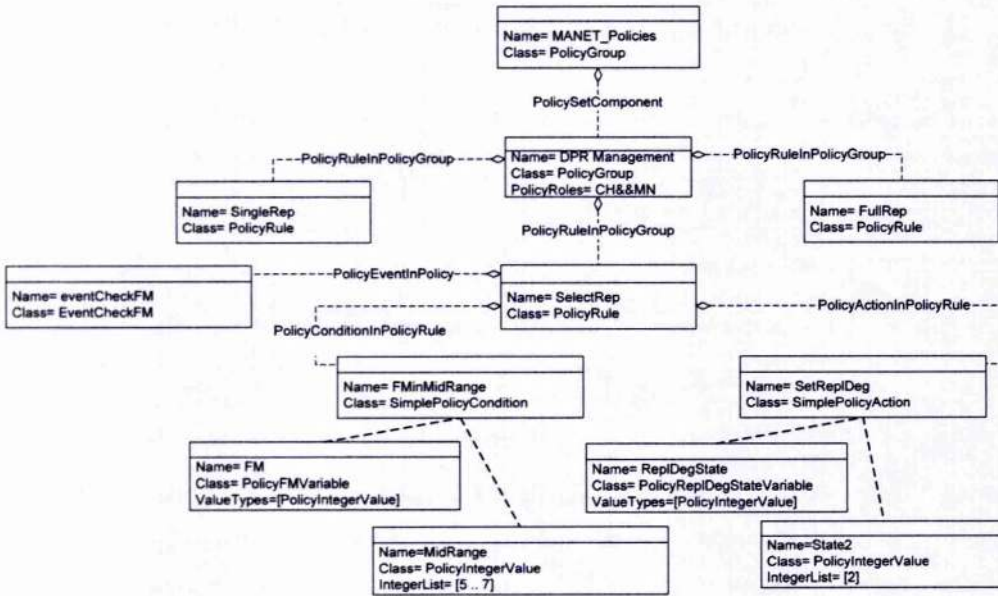 Name= MANET_Policies
Class= PolicyGroup
PolicySetComponent
Name= DPR Management
Class= PolicyGroup
PolicyRoles= CH&&MN
PolicyRuleInPolicyGroup
PolicyRuleInPolicyGroup
Name= SingleRep
Class= PolicyRule
Name= FullRep
Class= PolicyRule
PolicyRuleInPolicyGroup
PolicyEventInPolicy
Name= eventCheckFM
Class= EventCheckFM
Name= SelectRep
Class= PolicyRule
PolicyActionInPolicyRule
PolicyConditionInPolicyRule
Name= FMinMidRange
Class= SimplePolicyCondition
Name= SetReplDeg
Class= SimplePolicyAction
Name= FM
Class= PolicyFMVariable
ValueTypes=[PolicyIntegerValue]
Name= ReplDegState
Class= PolicyReplDegStateVariable
ValueTypes=[PolicyIntegerValue]
Name=MidRange
Class= PolicyIntegerValue
IntegerList= [5 .. 7]
Name=State2
Class= PolicyIntegerValue
IntegerList= [2]